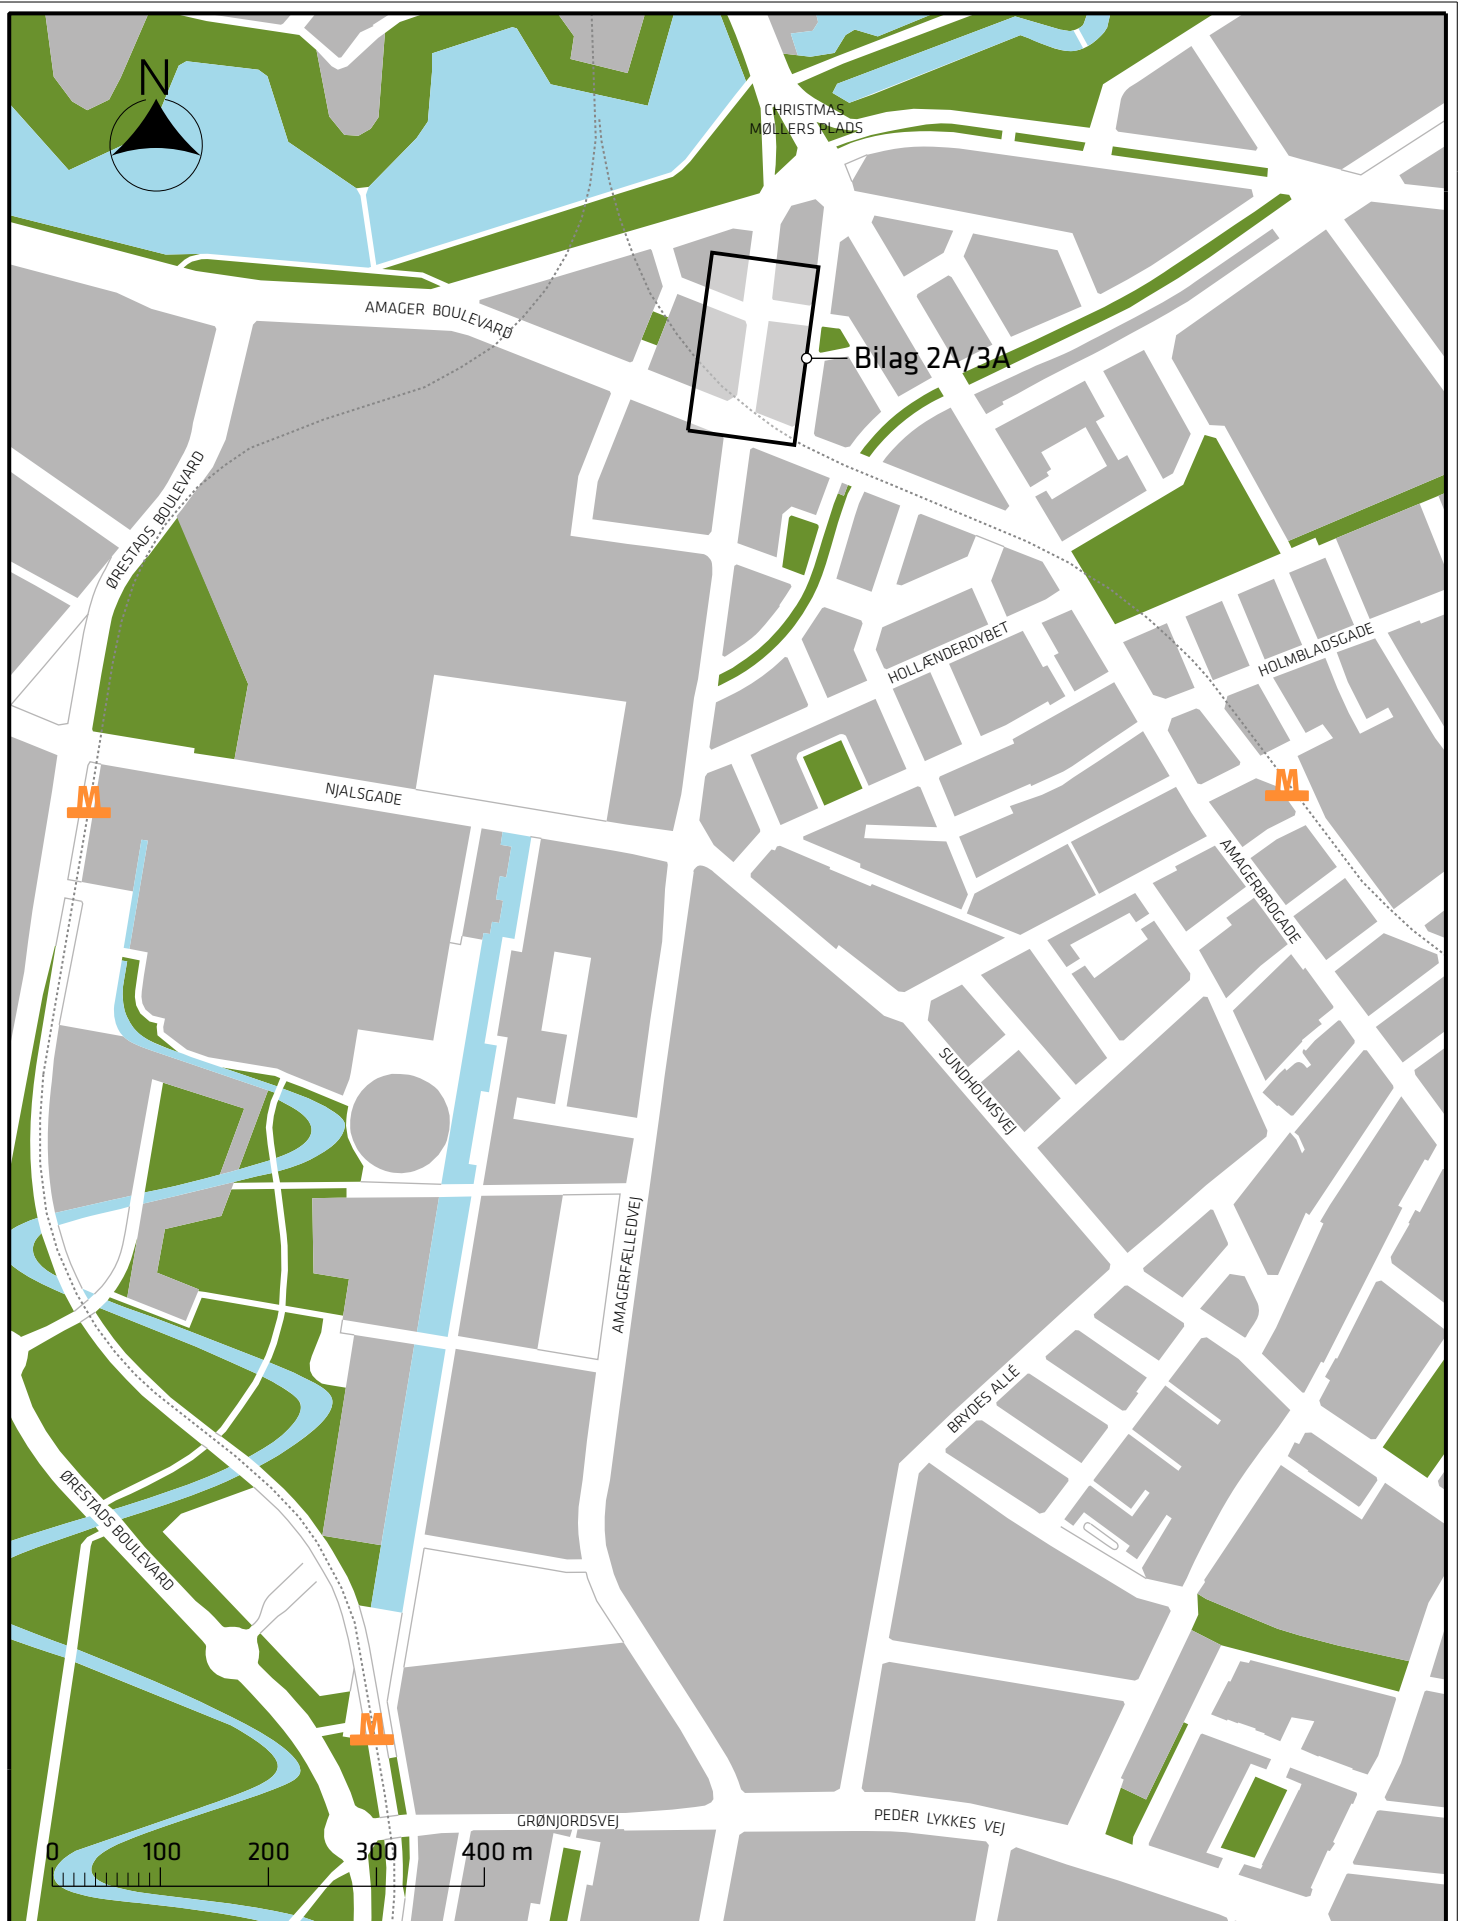 N
CHRISTMAS
MØLLERS PLADS
AMAGER BOULEVARD
Bilag 2A/3A
ØRESTADS BOULEVARD
HOLLÆNDERDYBET
HOLMBLADSGADE
M
NJALSGADE
M
AMAGERBROGADE
SUNDHOLMSVEJ
AMAGERFÆLLEDVEJ
BRYDES ALLÉ
ØRESTADS BOULEVARD
M
GRØNJORDSVEJ
PEDER LYKKES VEJ
0 100 200 300 400 m